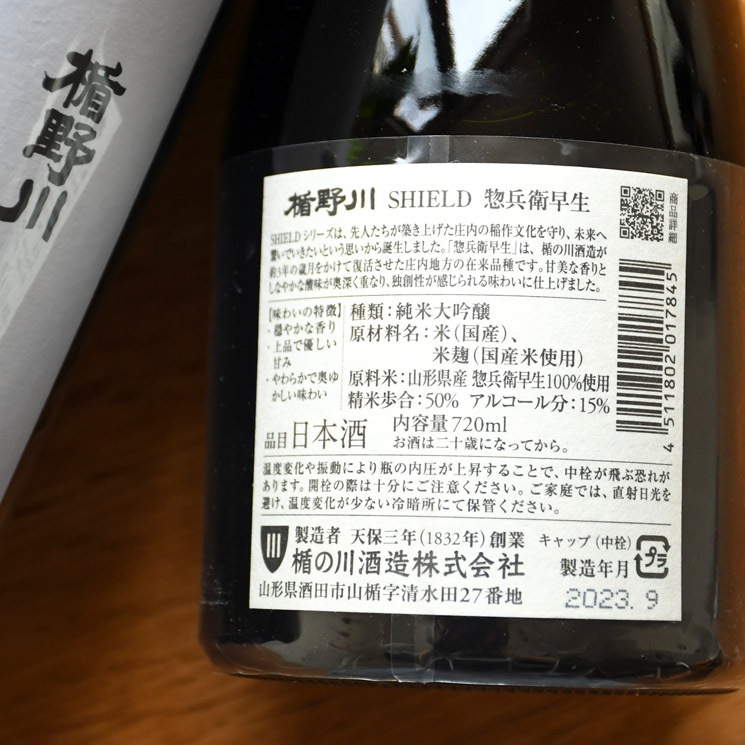 楯野川
楯野川 SHIELD 惣兵衛早生
SHIELDシリーズは、先人たちが築き上げた庄内の稲作文化を守り、未来へ
繋いでいきたいという思いから誕生しました。「惣兵衛早生」は、楯の川酒造が
約3年の歳月をかけて復活させた庄内地方の在来品種です。甘美な香りと
しなやかな酸味が奥深く重なり、独創性が感じられる味わいに仕上げました。
商品詳細
4 511802 017845
【味わいの特徴】
・穏やかな香り
・上品で優しい
甘み
・やわらかで奥ゆ
かしい味わい
種類：純米大吟醸
原材料名：米（国産）、
米麹（国産米使用）
原料米：山形県産 惣兵衛早生100%使用
精米歩合：50% アルコール分：15%
品目 日本酒
内容量720ml
お酒は二十歳になってから。
温度変化や振動により瓶の内圧が上昇することで、中栓が飛ぶ恐れが
あります。開栓の際は十分にご注意ください。ご家庭では、直射日光を
避け、温度変化が少ない冷暗所にて保管ください。
製造者 天保三年（1832年）創業
楯の川酒造株式会社
山形県酒田市山楯字清水田27番地
キャップ（中栓）
プラ
製造年月
2023. 9